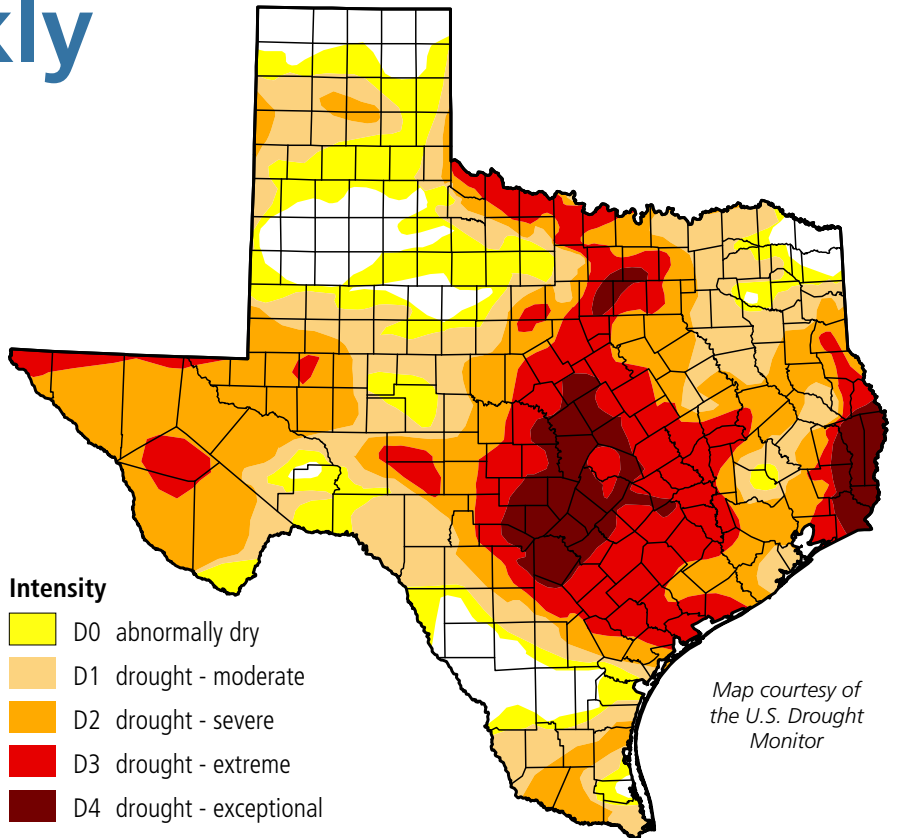 kly
Intensity
D0 abnormally dry
D1 drought - moderate
D2 drought - severe
D3 drought - extreme
D4 drought - exceptional
Map courtesy of
the U.S. Drought
Monitor